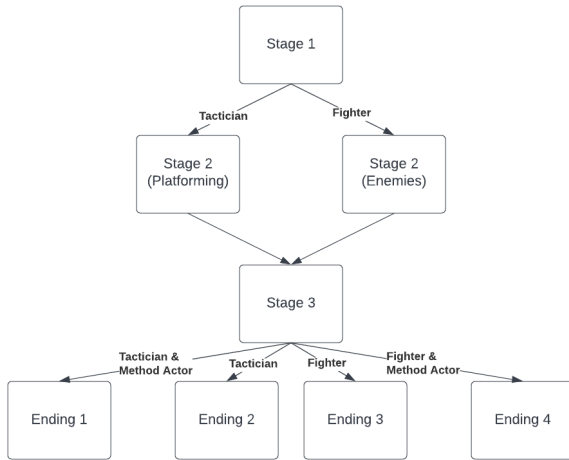 Stage 1
Tactician
Fighter
Stage 2
(Platforming)
Stage 2
(Enemies)
Stage 3
Tactician &
Method Actor
Tactician
Fighter
Fighter &
Method Actor
Ending 1
Ending 2
Ending 3
Ending 4